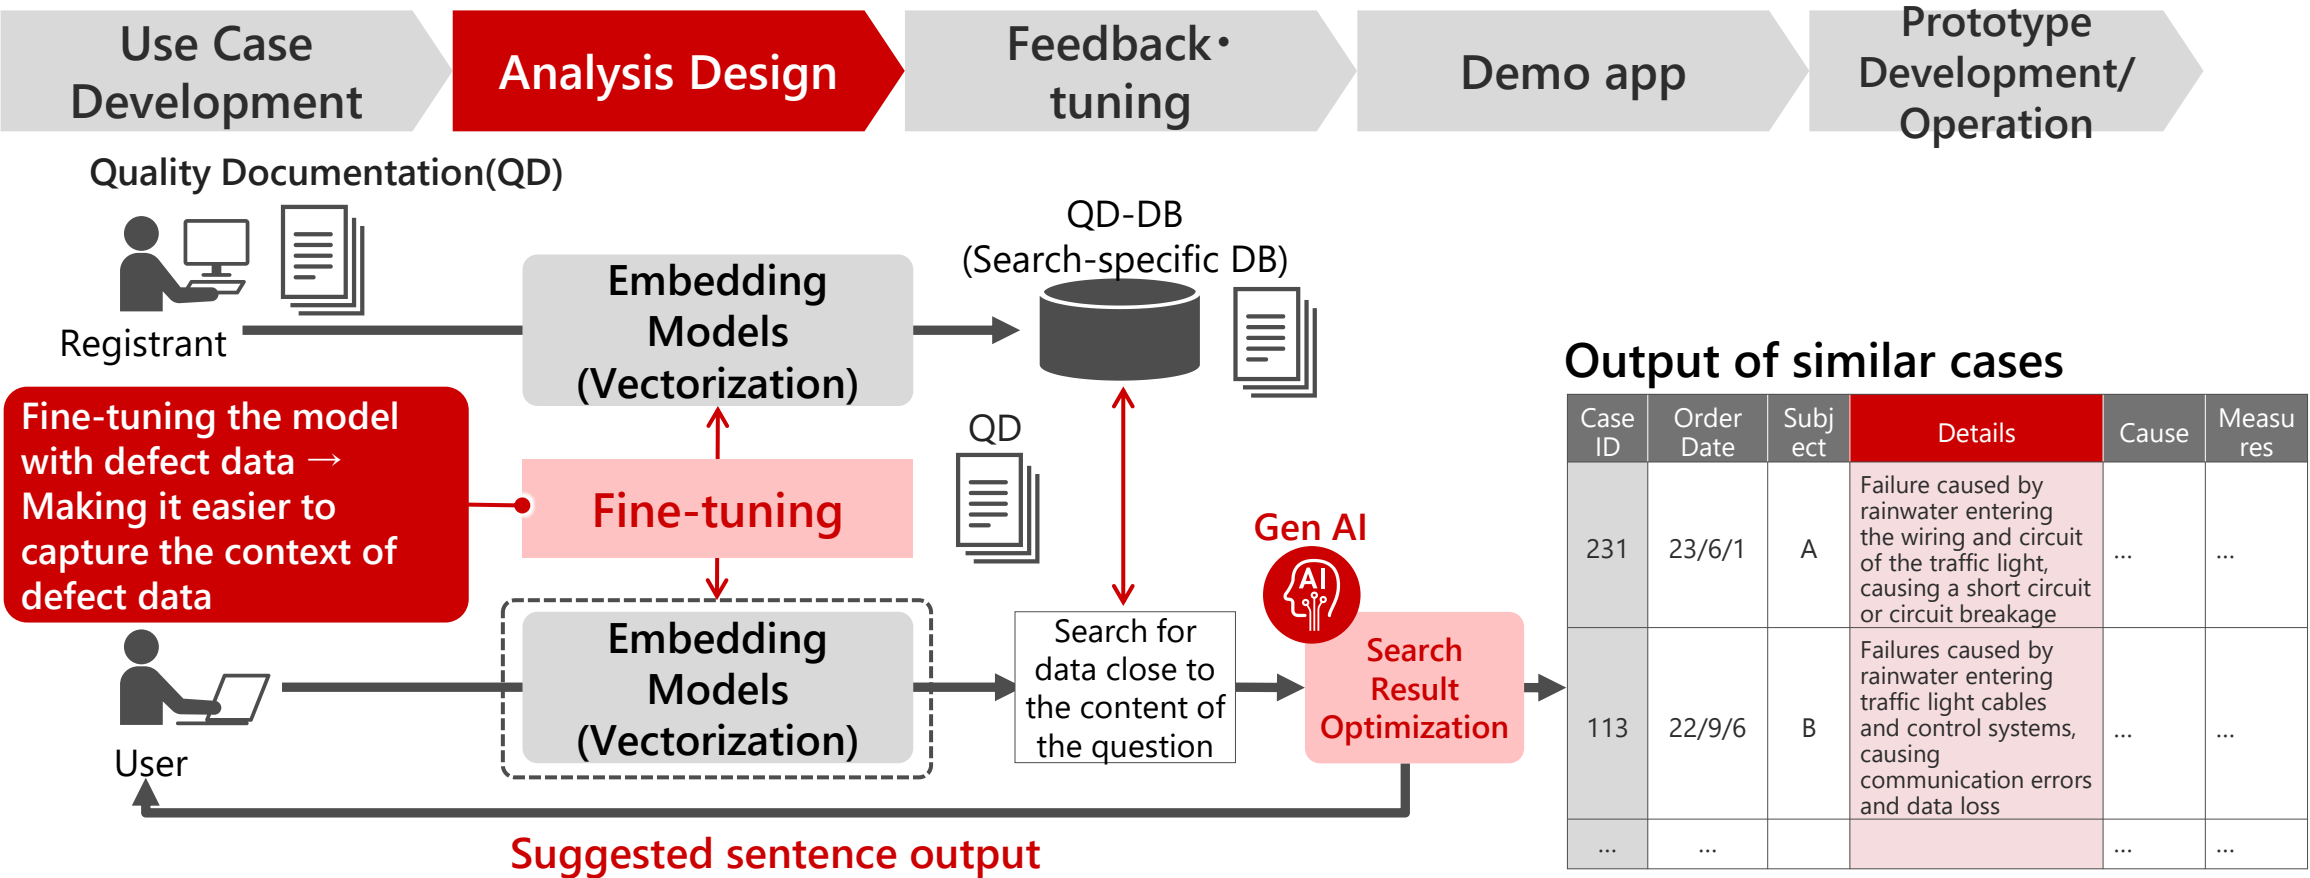 Use Case
Development
Analysis Design
Feedback・
tuning
Demo app
Prototype
Development/
Operation
Quality Documentation(QD)
Registrant
Embedding
Models
(Vectorization)
QD-DB
(Search-specific DB)
Fine-tuning the model
with defect data →
Making it easier to
capture the context of
defect data
Fine-tuning
QD
User
Embedding
Models
(Vectorization)
Search for
data close to
the content of
the question
Gen AI
AI
Search
Result
Optimization
Suggested sentence output
Output of similar cases
Case
ID
Order
Date
Subj
ect
Details
Cause
Measu
res
231
23/6/1
A
Failure caused by
rainwater entering
the wiring and circuit
of the traffic light,
causing a short circuit
or circuit breakage
...
...
113
22/9/6
B
Failures caused by
rainwater entering
traffic light cables
and control systems,
causing
communication errors
and data loss
...
...
...
...
...
...